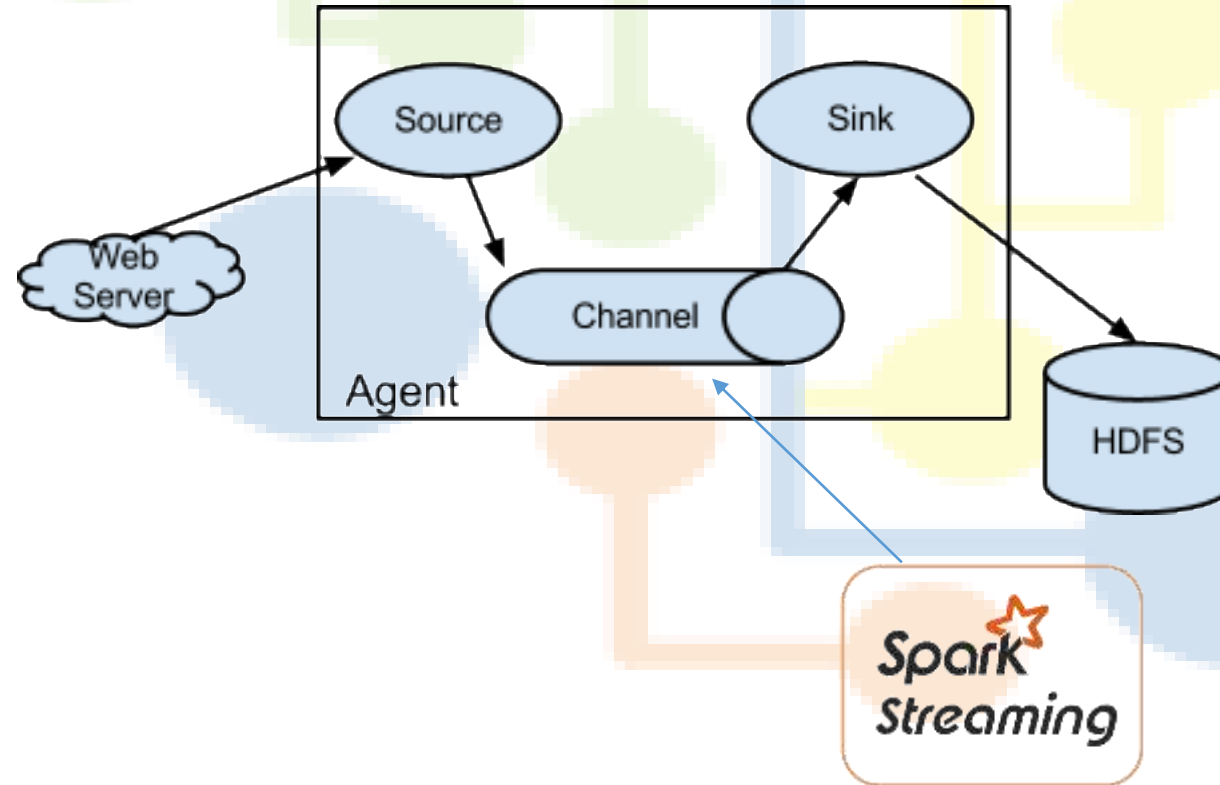 Source
Sink
Web
Server
Channel
Agent
HDFS
Spark
Streaming